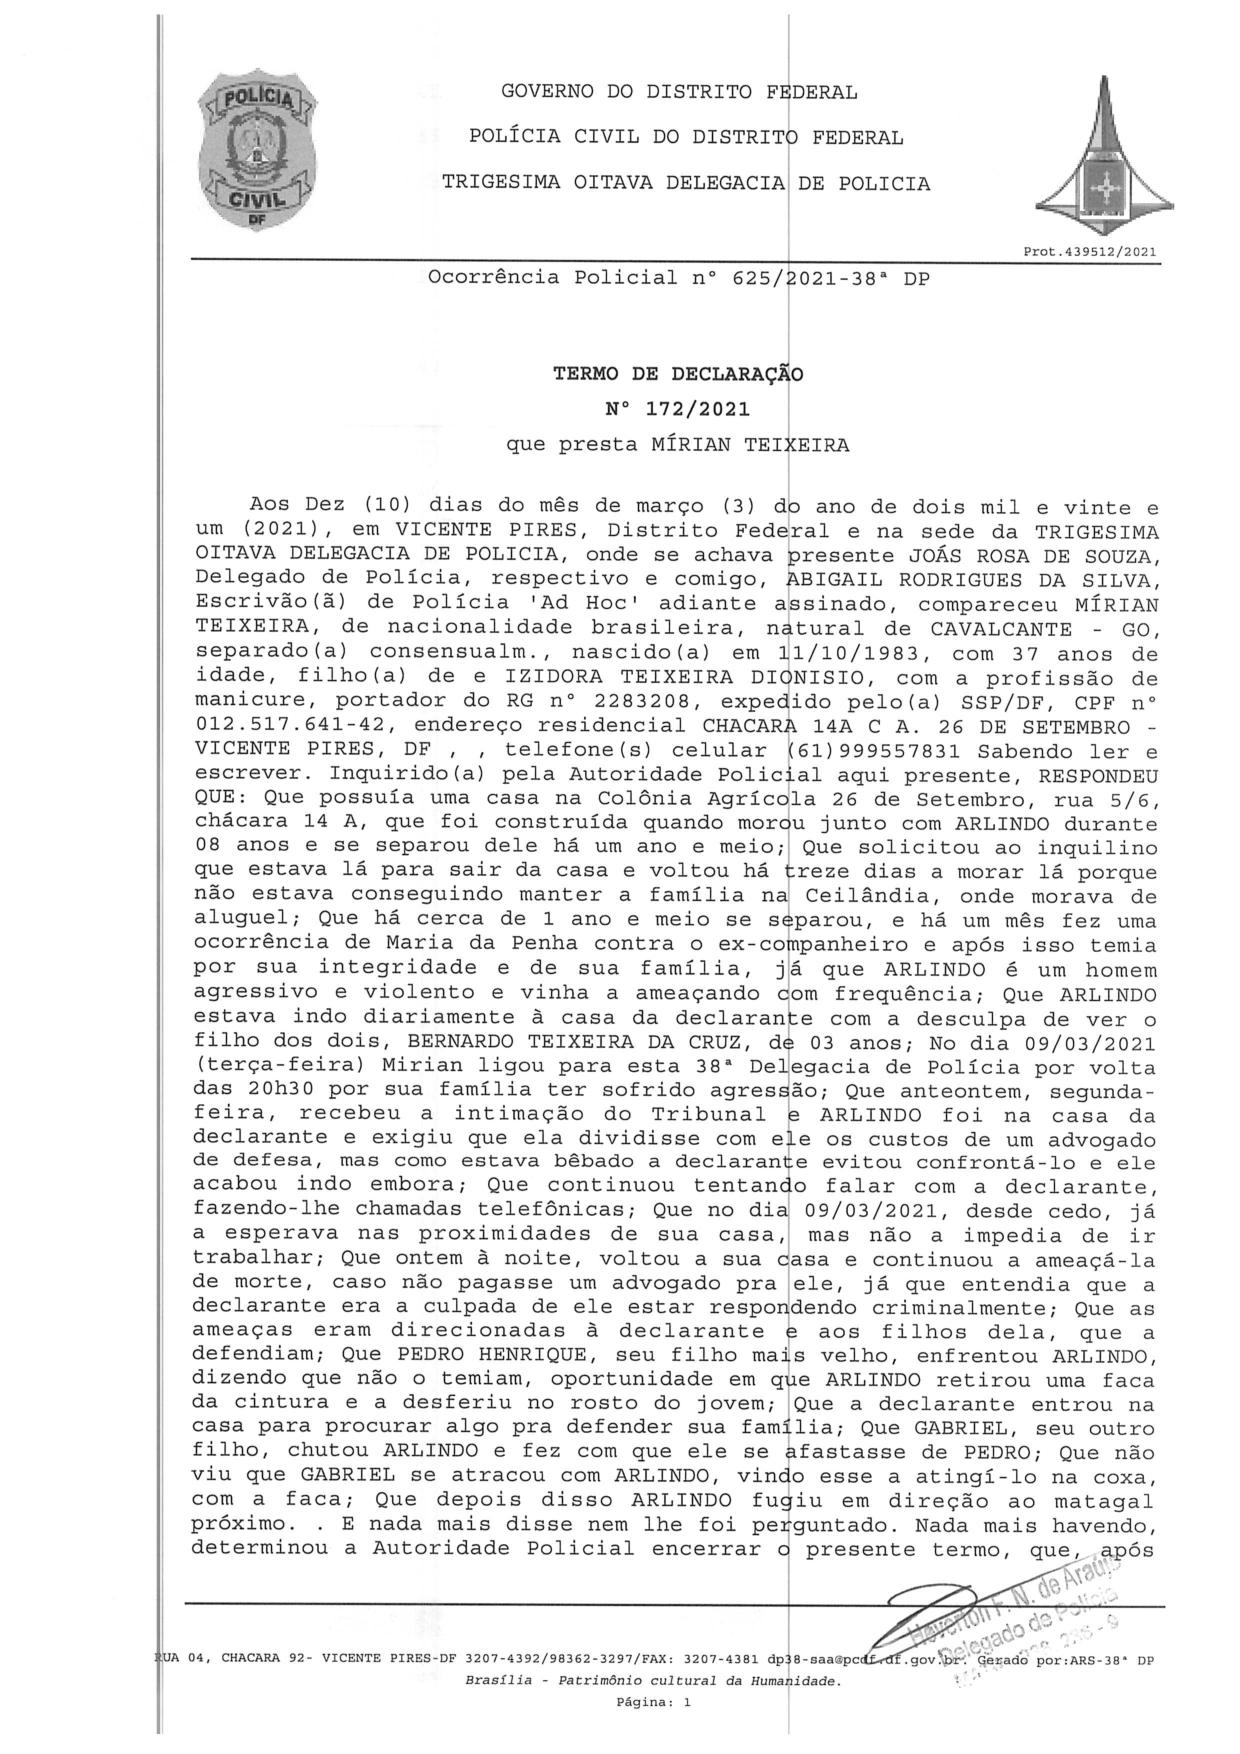 POLÍCIA
CIVIL
DF
GOVERNO DO DISTRITO FEDERAL
POLÍCIA CIVIL DO DISTRITO FEDERAL
TRIGESIMA OITAVA DELEGACIA DE POLICIA
Prot.439512/2021
Ocorrência Policial n° 625/2021-38ª DP
TERMO DE DECLARAÇÃO
N° 172/2021
que presta MÍRIAN TEIXEIRA
Aos Dez (10) dias do mês de março (3) do ano de dois mil e vinte e
um (2021), em VICENTE PIRES, Distrito Federal e na sede da TRIGESIMA
OITAVA DELEGACIA DE POLICIA, onde se achava presente JOÁS ROSA DE SOUZA,
Delegado de Polícia, respectivo e comigo, ABIGAIL RODRIGUES DA SILVA,
Escrivão(ã) de Polícia 'Ad Hoc' adiante assinado, compareceu MÍRIAN
TEIXEIRA, de nacionalidade brasileira, natural de CAVALCANTE - GO,
separado(a) consensualm., nascido(a) em 11/10/1983, com 37 anos de
idade, filho(a) de e IZIDORA TEIXEIRA DIONISIO, com a profissão de
manicure, portador do RG n° 2283208, expedido pelo(a) SSP/DF, CPF n°
012.517.641-42, endereço residencial CHACARA 14A C A. 26 DE SETEMBRO -
VICENTE PIRES, DF , , telefone(s) celular (61)999557831 Sabendo ler e
escrever. Inquirido(a) pela Autoridade Policial aqui presente, RESPONDEU
QUE: Que possuía uma casa na Colônia Agrícola 26 de Setembro, rua 5/6,
chácara 14 A, que foi construída quando morou junto com ARLINDO durante
08 anos e se separou dele há um ano e meio; Que solicitou ao inquilino
que estava lá para sair da casa e voltou há treze dias a morar lá porque
não estava conseguindo manter a família na Ceilândia, onde morava de
aluguel; Que há cerca de 1 ano e meio se separou, e há um mês fez uma
ocorrência de Maria da Penha contra o ex-companheiro e após isso temia
por sua integridade e de sua família, já que ARLINDO é um homem
agressivo e violento e vinha a ameaçando com frequência; Que ARLINDO
estava indo diariamente à casa da declarante com a desculpa de ver o
filho dos dois, BERNARDO TEIXEIRA DA CRUZ, de 03 anos; No dia 09/03/2021
(terça-feira) Mirian ligou para esta 38ª Delegacia de Polícia por volta
das 20h30 por sua família ter sofrido agressão; Que anteontem, segunda-
feira, recebeu a intimação do Tribunal e ARLINDO foi na casa da
declarante e exigiu que ela dividisse com ele os custos de um advogado
de defesa, mas como estava bêbado a declarante evitou confrontá-lo e ele
acabou indo embora; Que continuou tentando falar com a declarante,
fazendo-lhe chamadas telefônicas; Que no dia 09/03/2021, desde cedo, já
a esperava nas proximidades de sua casa, mas não a impedia de ir
trabalhar; Que ontem à noite, voltou a sua casa e continuou a ameaçá-la
de morte, caso não pagasse um advogado pra ele, já que entendia que a
declarante era a culpada de ele estar respondendo criminalmente; Que as
ameaças eram direcionadas à declarante e aos filhos dela, que a
defendiam; Que PEDRO HENRIQUE, seu filho mais velho, enfrentou ARLINDO,
dizendo que não o temiam, oportunidade em que ARLINDO retirou uma faca
da cintura e a desferiu no rosto do jovem; Que a declarante entrou na
casa para procurar algo pra defender sua família; Que GABRIEL, seu outro
filho, chutou ARLINDO e fez com que ele se afastasse de PEDRO; Que não
viu que GABRIEL se atracou com ARLINDO, vindo esse a atingí-lo na coxa,
com a faca; Que depois disso ARLINDO fugiu em direção ao matagal
próximo. . E nada mais disse nem lhe foi perguntado. Nada mais havendo,
determinou a Autoridade Policial encerrar o presente termo, que, após
Heverton F. N. de Araújo
Delegado de Polícia
RUA 04, CHACARA 92- VICENTE PIRES-DF 3207-4392/98362-3297/FAX: 3207-4381 dp38-saa@pcdf.df.gov.br. Gerado por:ARS-38ª DP
Brasília - Patrimônio cultural da Humanidade.
Página: 1